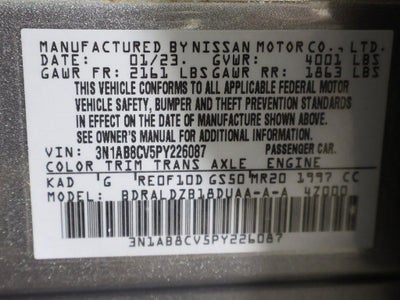 MANUFACTURED BY NISSAN MOTOR CO., LTD.
DATE: 01/23. GVWR: 4001 LBS
GAWR FR: 2161 LBS GAWR RR: 1863 LBS
THIS VEHICLE CONFORMS TO ALL APPLICABLE FEDERAL MOTOR
VEHICLE SAFETY, BUMPER AND THEFT PREVENTION STANDARDS
IN EFFECT ON THE DATE OF MANUFACTURE SHOWN ABOVE.
SEE OWNER'S MANUAL FOR ADDITIONAL INFORMATION.
VIN: 3N1AB8CV5PY226087 PASSENGER CAR.
COLOR TRIM TRANS AXLE ENGINE
KAD G RE0F10D GS50 MR20 1997 CC
MODEL: BDRALDZB18DUAA-A-A 4Z000
3N1AB8CV5PY226087